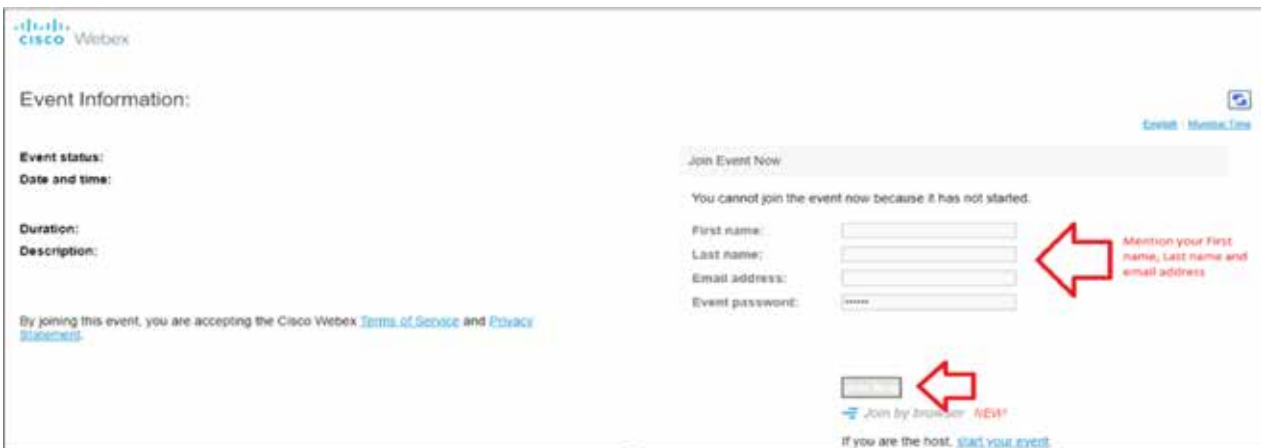 CISCO Webex
Event Information:
English : Mumbai Time
Event status:
Date and time:
Duration:
Description:
By joining this event, you are accepting the Cisco Webex Terms of Service and Privacy
Statement.
Join Event Now
You cannot join the event now because it has not started.
First name:
Last name:
Email address:
Event password:
Mention your First
name, Last name and
email address
Join by browser NEW!
If you are the host, start your event.